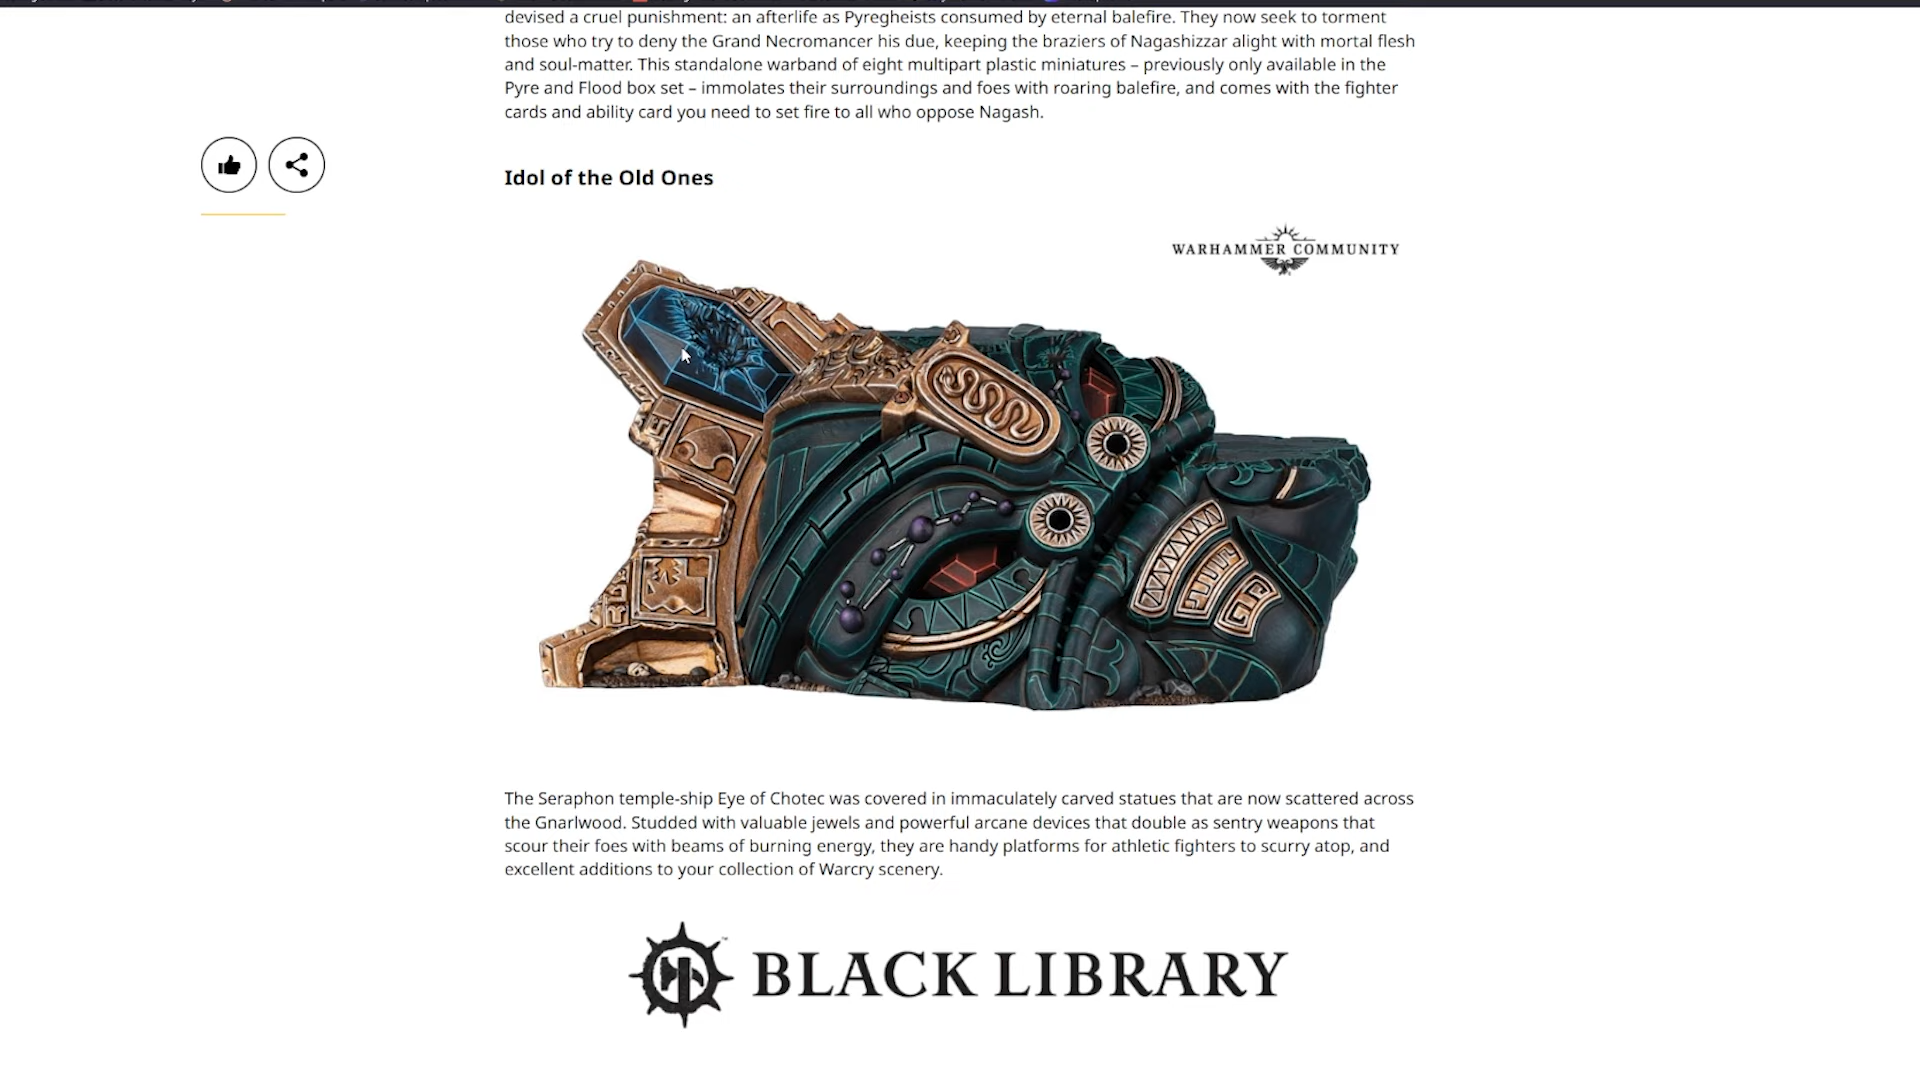 devised a cruel punishment: an afterlife as Pyregheists consumed by eternal balefire. They now seek to torment
those who try to deny the Grand Necromancer his due, keeping the braziers of Nagashizzar alight with mortal flesh
and soul-matter. This standalone warband of eight multipart plastic miniatures – previously only available in the
Pyre and Flood box set – immolates their surroundings and foes with roaring balefire, and comes with the fighter
cards and ability card you need to set fire to all who oppose Nagash.
Idol of the Old Ones
WARHAMMER COMMUNITY
The Seraphon temple-ship Eye of Chotec was covered in immaculately carved statues that are now scattered across
the Gnarlwood. Studded with valuable jewels and powerful arcane devices that double as sentry weapons that
scour their foes with beams of burning energy, they are handy platforms for athletic fighters to scurry atop, and
excellent additions to your collection of Warcry scenery.
BLACK LIBRARY